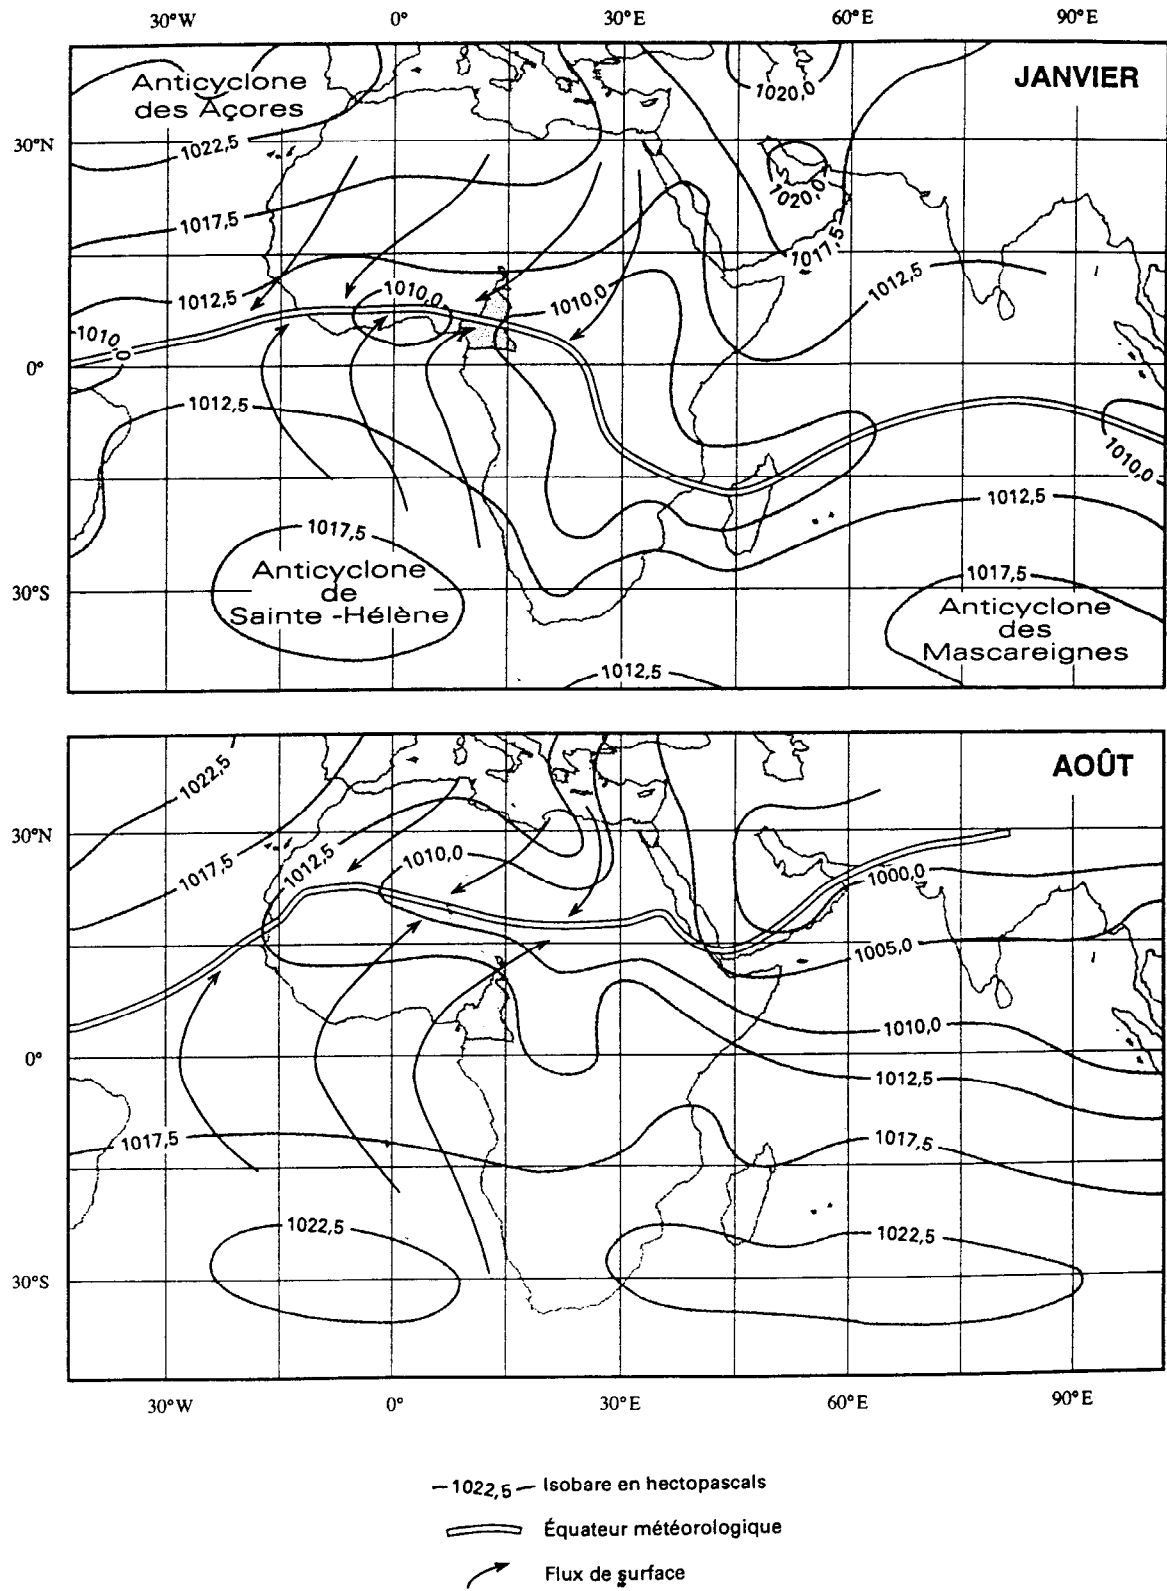 30°W 0° 30°E 60°E 90°E
JANVIER
Anticyclone
des Açores
1020,0
1022,5
30°N
1020,0
1017,5
1017,5
1012,5
1012,5
1010,0
1010,0
1010,0
0°
1012,5
1010,0
1012,5
1017,5
Anticyclone
de
Sainte -Hélène
1017,5
30°S
Anticyclone
des
Mascareignes
1012,5
AOÛT
1022,5
30°N
1017,5
1012,5
1010,0
1000,0
1005,0
1010,0
0°
1012,5
1017,5
1017,5
1022,5
1022,5
30°S
30°W 0° 30°E 60°E 90°E
1022,5 Isobare en hectopascals
Équateur météorologique
Flux de surface